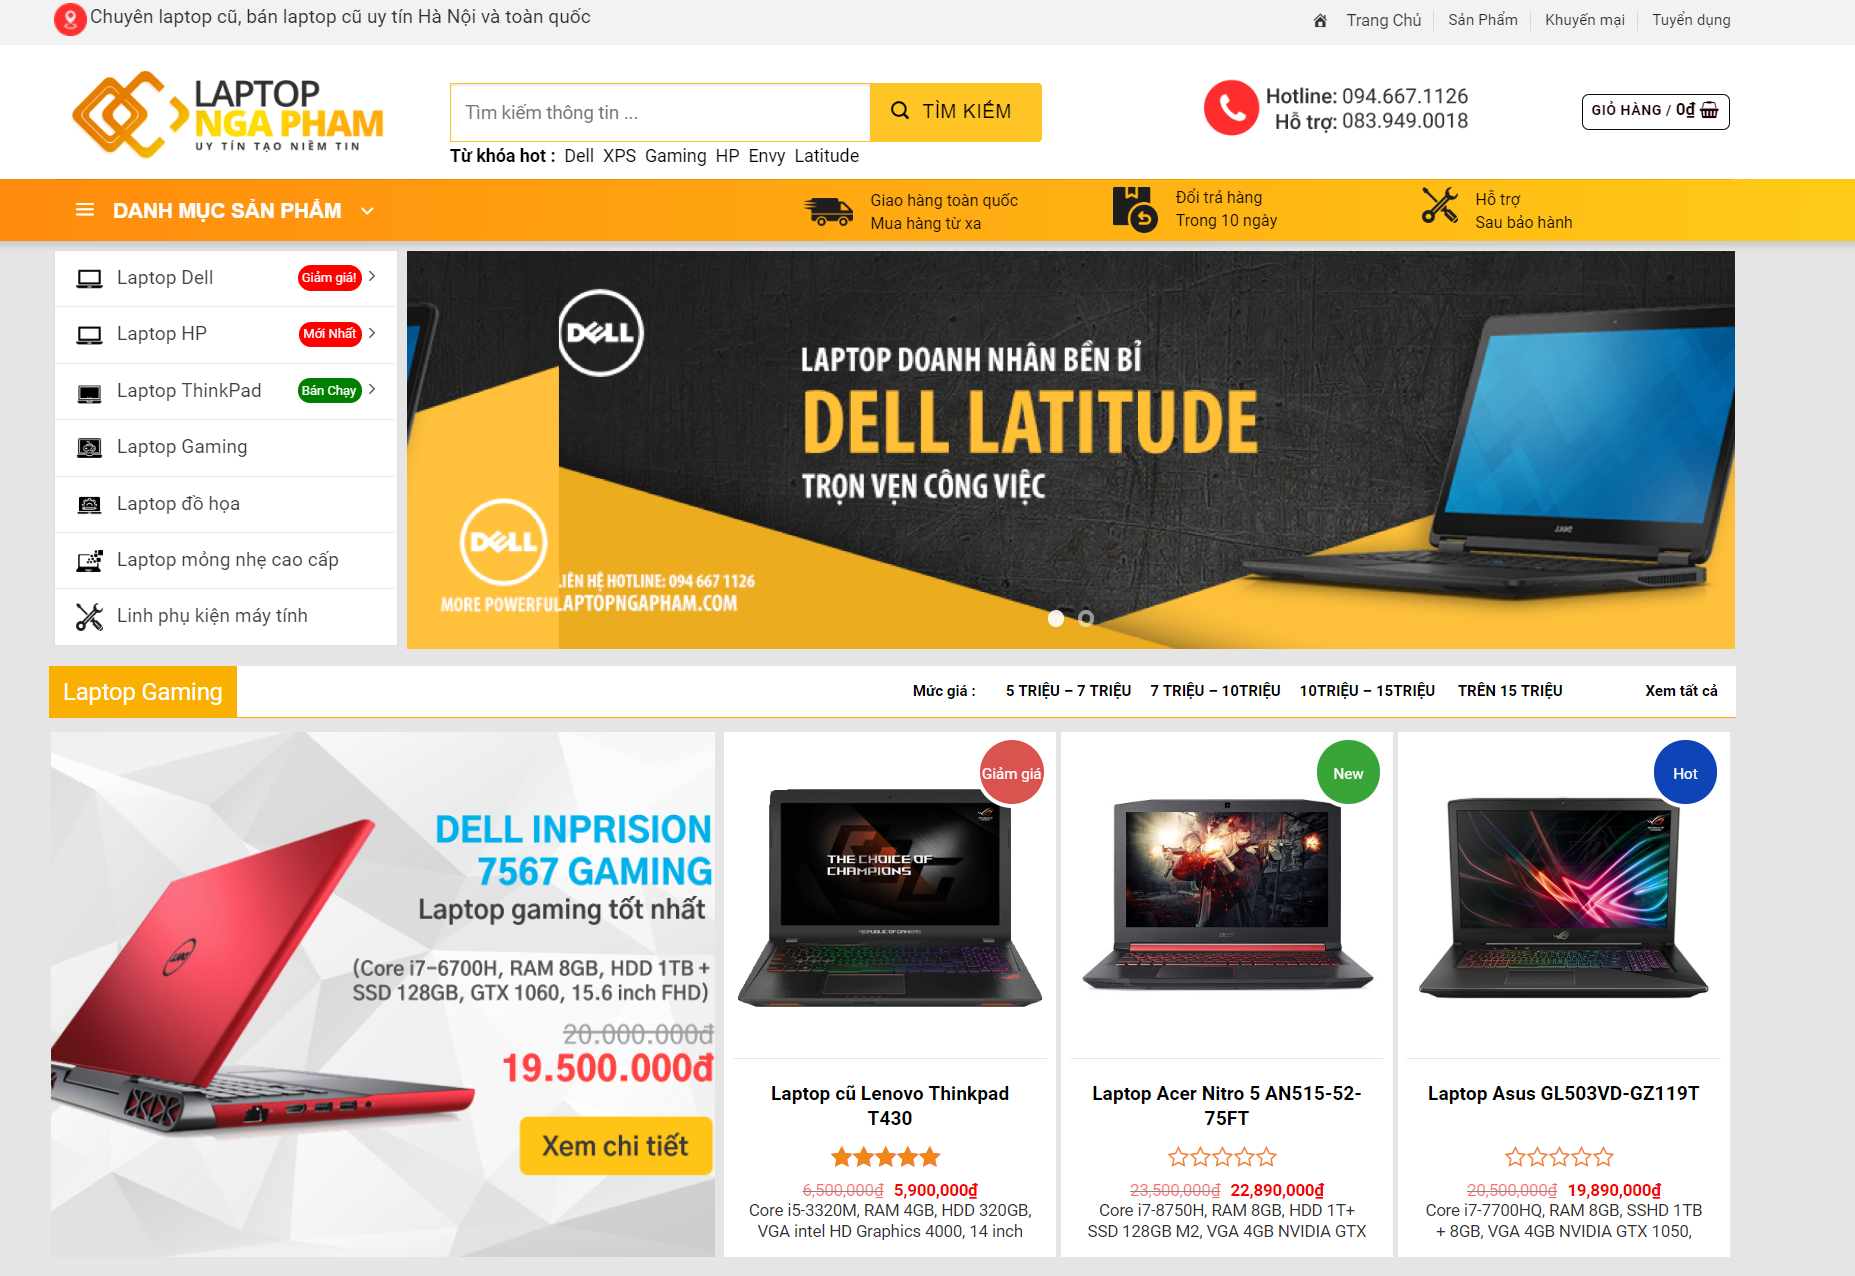 Chuyên laptop cũ, bán laptop cũ uy tín Hà Nội và toàn quốc
Trang Chủ
Sản Phẩm
Khuyến mại
Tuyển dụng
LAPTOP
NGA PHAM
UY TÍN TẠO NIỀM TIN
Tìm kiếm thông tin ...
TÌM KIẾM
Từ khóa hot : Dell XPS Gaming HP Envy Latitude
Hotline: 094.667.1126
Hỗ trợ: 083.949.0018
GIỎ HÀNG / 0₫
DANH MỤC SẢN PHẨM
Giao hàng toàn quốc
Mua hàng từ xa
Đổi trả hàng
Trong 10 ngày
Hỗ trợ
Sau bảo hành
Laptop Dell
Giảm giá!
Laptop HP
Mới Nhất
Laptop ThinkPad
Bán Chạy
Laptop Gaming
Laptop đồ họa
Laptop mỏng nhẹ cao cấp
Linh phụ kiện máy tính
DELL
LAPTOP DOANH NHÂN BỀN BỈ
DELL LATITUDE
TRỌN VẸN CÔNG VIỆC
DELL
DELL
LIÊN HỆ HOTLINE: 094 667 1126
MORE POWERFUL
LAPTOPNGAPHAM.COM
Laptop Gaming
Mức giá :
5 TRIỆU – 7 TRIỆU
7 TRIỆU – 10TRIỆU
10TRIỆU – 15TRIỆU
TRÊN 15 TRIỆU
Xem tất cả
DELL
DELL INPRISION
7567 GAMING
Laptop gaming tốt nhất
(Core i7-6700H, RAM 8GB, HDD 1TB +
SSD 128GB, GTX 1060, 15.6 inch FHD)
20.000.000đ
19.500.000đ
Xem chi tiết
Giảm giá
THE CHOICE OF
CHAMPIONS
REPUBLIC OF GAMERS
Laptop cũ Lenovo Thinkpad
T430
6,500,000₫ 5,900,000₫
Core i5-3320M, RAM 4GB, HDD 320GB,
VGA intel HD Graphics 4000, 14 inch
New
acer
Laptop Acer Nitro 5 AN515-52-
75FT
23,500,000₫ 22,890,000₫
Core i7-8750H, RAM 8GB, HDD 1T+
SSD 128GB M2, VGA 4GB NVIDIA GTX
Hot
Laptop Asus GL503VD-GZ119T
20,500,000₫ 19,890,000₫
Core i7-7700HQ, RAM 8GB, SSHD 1TB
+ 8GB, VGA 4GB NVIDIA GTX 1050,